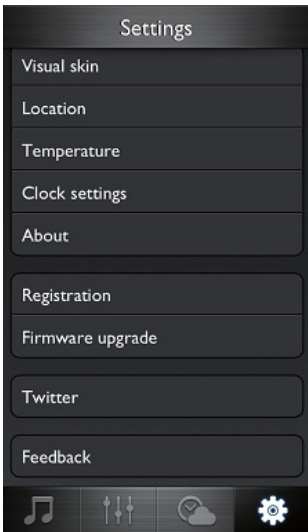 Settings
Visual skin
Location
Temperature
Clock settings
About
Registration
Firmware upgrade
Twitter
Feedback